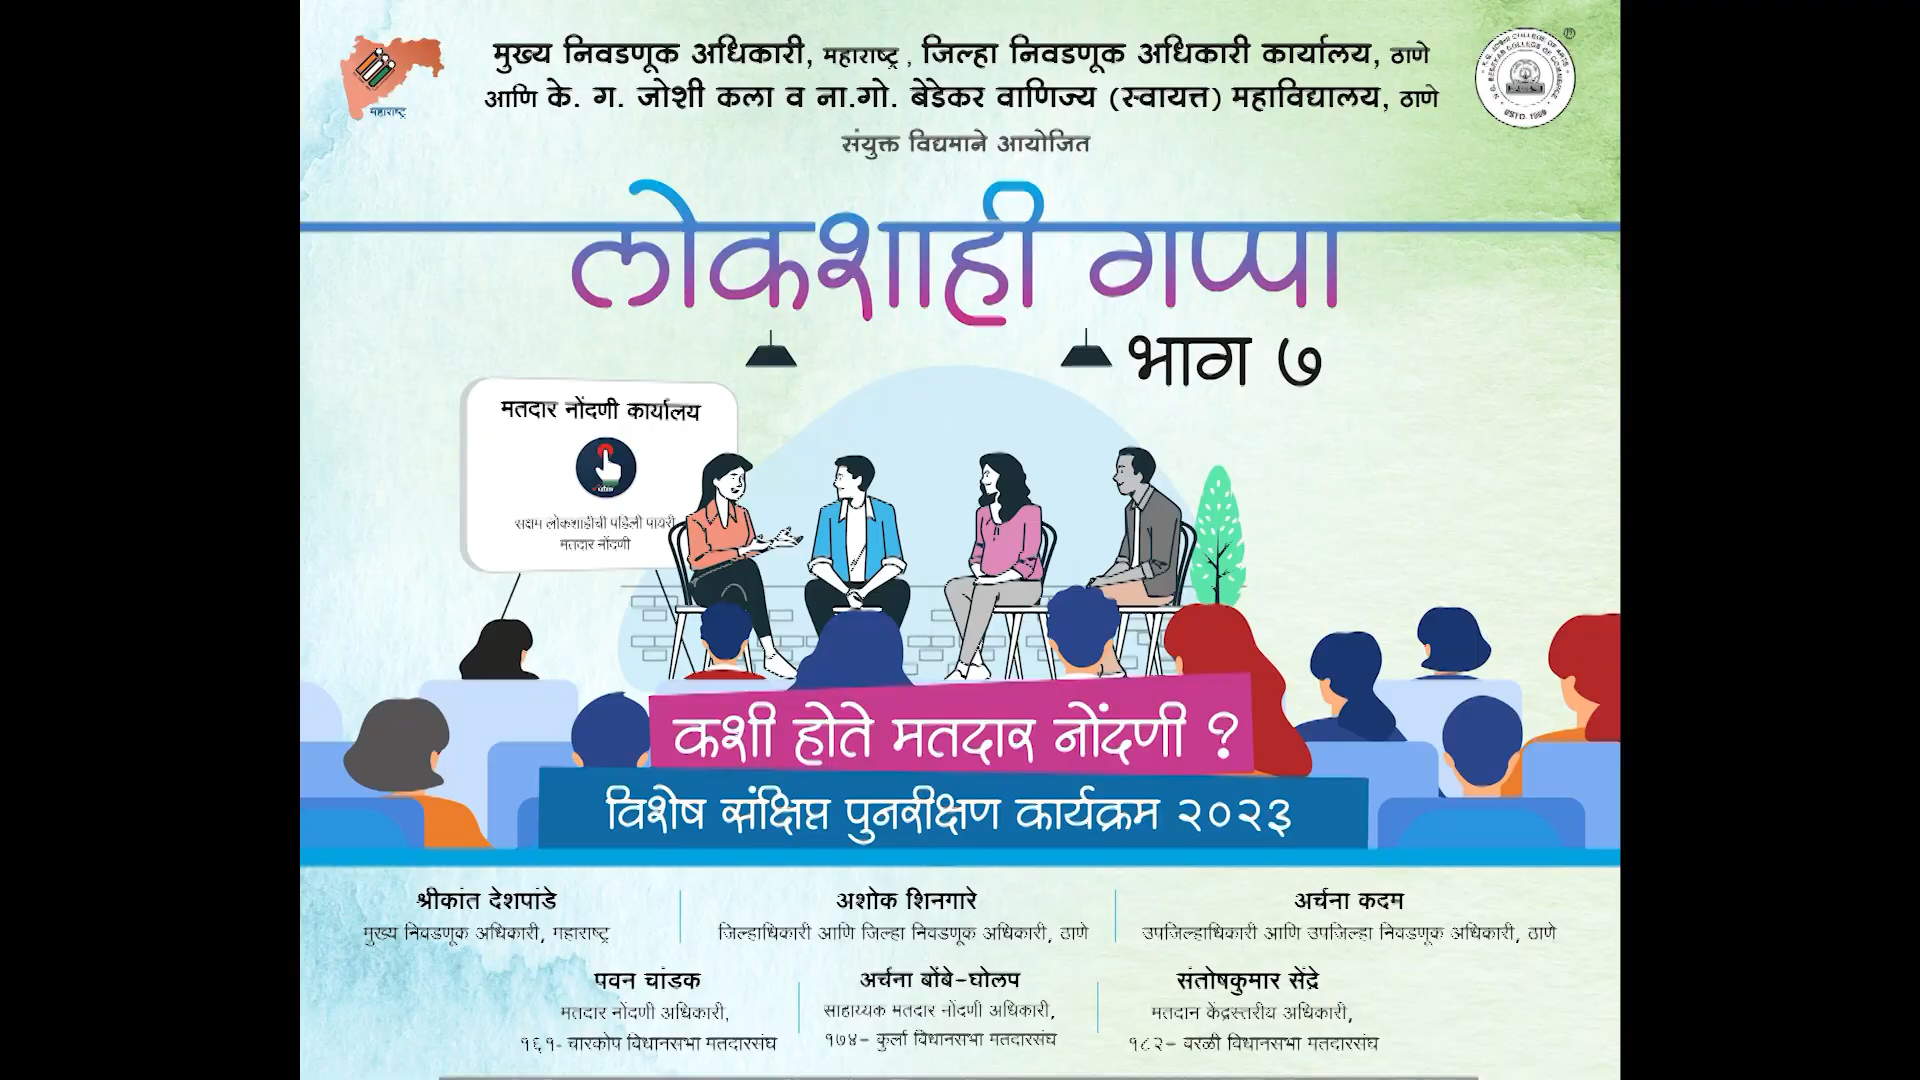 मुख्य निवडणूक अधिकारी, महाराष्ट्र, जिल्हा निवडणूक अधिकारी कार्यालय, ठाणे
आणि के. ग. जोशी कला व ना.गो. बेडेकर वाणिज्य (स्वायत्त) महाविद्यालय, ठाणे
संयुक्त विद्यमाने आयोजित
महाराष्ट्र
लोकशाही गप्पा
भाग ७
मतदार नोंदणी कार्यालय
सक्षम लोकशाहीची पहिली पायरी
मतदार नोंदणी
कशी होते मतदार नोंदणी ?
विशेष संक्षिप्त पुनरीक्षण कार्यक्रम २०२३
श्रीकांत देशपांडे
मुख्य निवडणूक अधिकारी, महाराष्ट्र
अशोक शिनगारे
जिल्हाधिकारी आणि जिल्हा निवडणूक अधिकारी, ठाणे
अर्चना कदम
उपजिल्हाधिकारी आणि उपजिल्हा निवडणूक अधिकारी, ठाणे
पवन चांडक
मतदार नोंदणी अधिकारी,
१६१- चारकोप विधानसभा मतदारसंघ
अर्चना बोंबे-घोलप
साहाय्यक मतदार नोंदणी अधिकारी,
१७४- कुर्ला विधानसभा मतदारसंघ
संतोषकुमार सेंद्रे
मतदान केंद्रस्तरीय अधिकारी,
१८२- वरळी विधानसभा मतदारसंघ